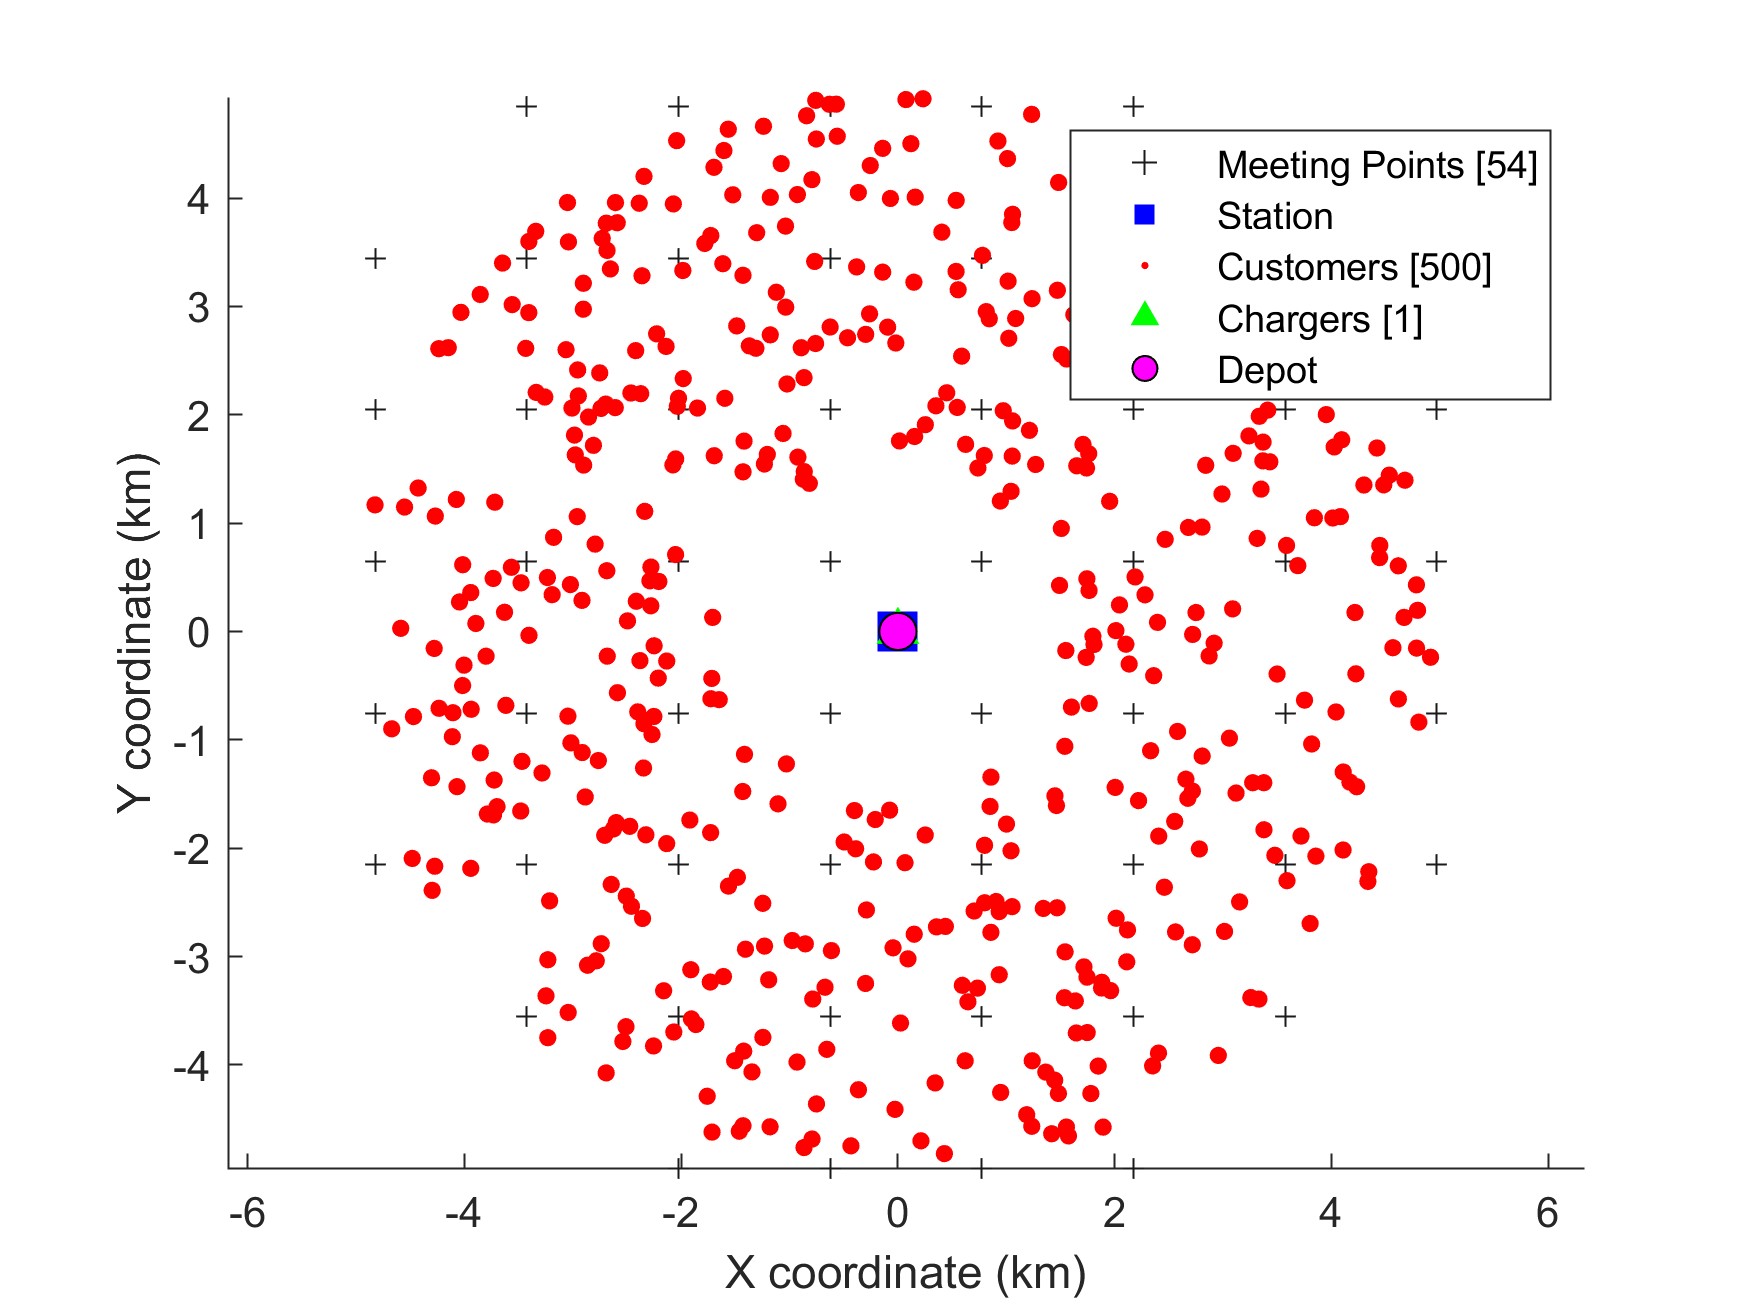 Meeting Points [54]
Station
Customers [500]
Chargers [1]
Depot
Y coordinate (km)
4
3
2
1
0
-1
-2
-3
-4
-6 -4 -2 0 2 4 6
X coordinate (km)